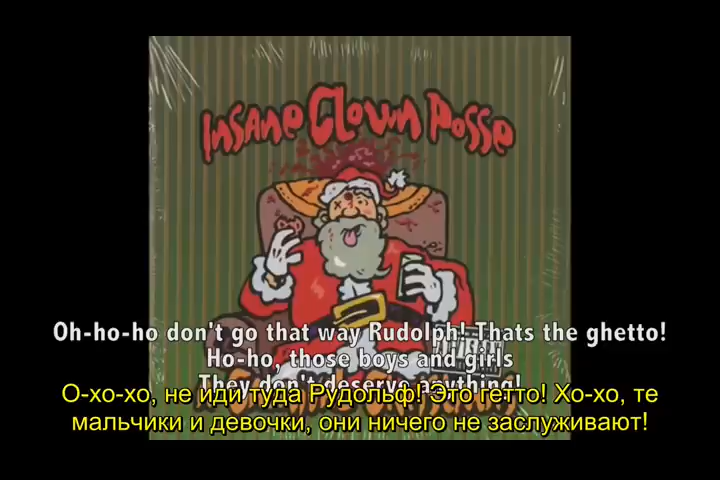 Insane Clown Posse
Oh-ho-ho don't go that way Rudolph! Thats the ghetto!
Ho-ho, those boys and girls
They don't deserve anything!
О-хо-хо, не иди туда Рудольф! Это гетто! Хо-хо, те
мальчики и девочки, они ничего не заслуживают!